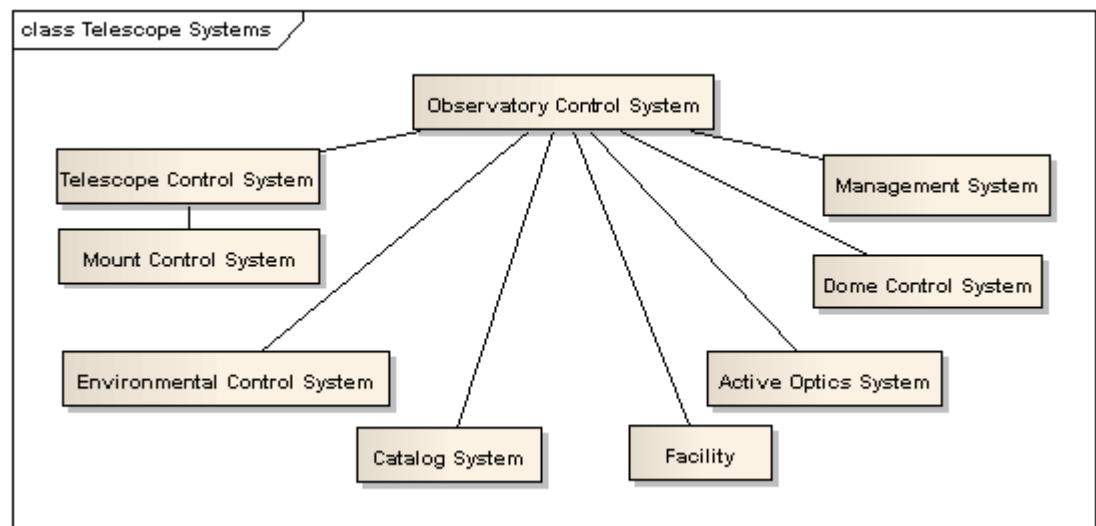 class Telescope Systems
Observatory Control System
Telescope Control System
Management System
Mount Control System
Dome Control System
Environmental Control System
Active Optics System
Catalog System
Facility